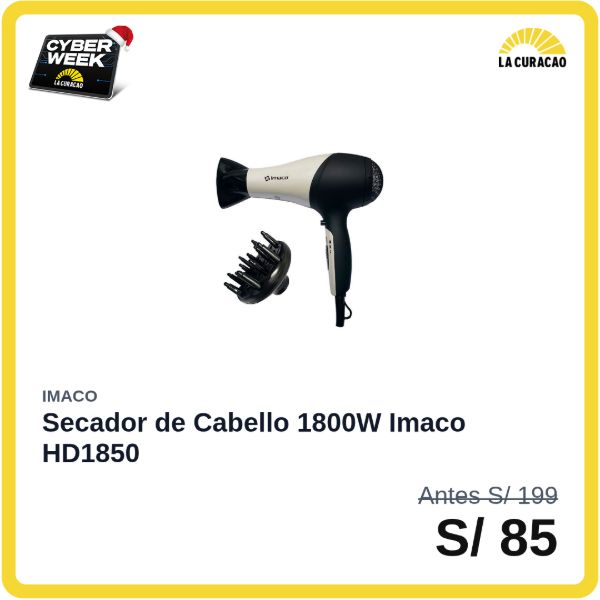 CYBER
WEEK
LA CURACAO
LA CURACAO
Imaco
IMACO
Secador de Cabello 1800W Imaco
HD1850
Antes S/ 199
S/ 85